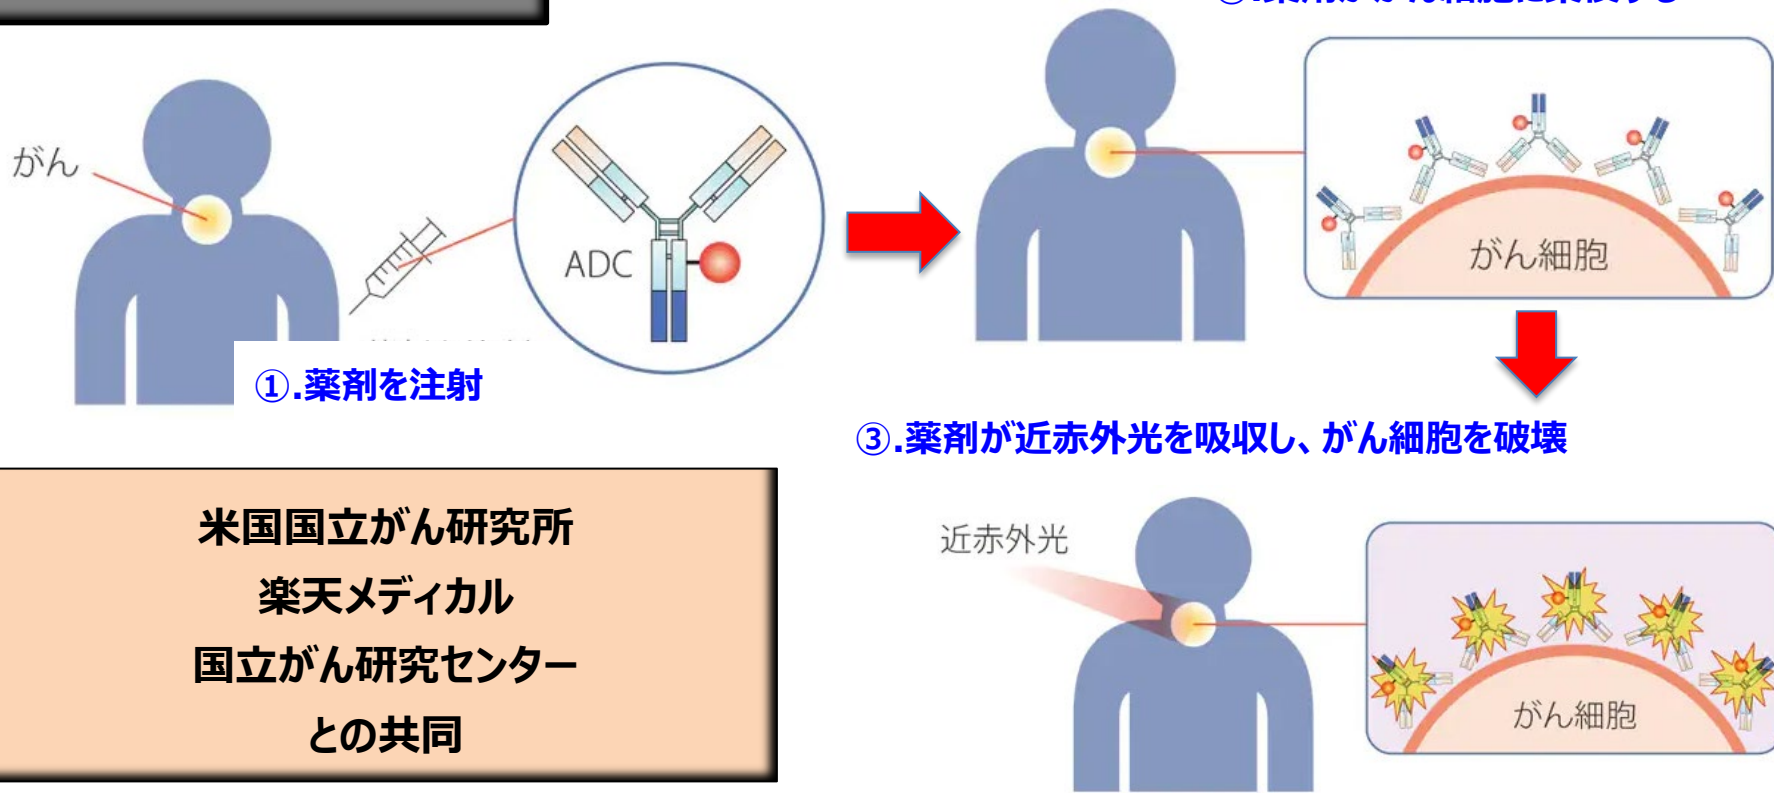 がん
ADC
①.薬剤を注射
がん細胞
③.薬剤が近赤外光を吸収し、がん細胞を破壊
近赤外光
がん細胞
米国国立がん研究所
楽天メディカル
国立がん研究センター
との共同